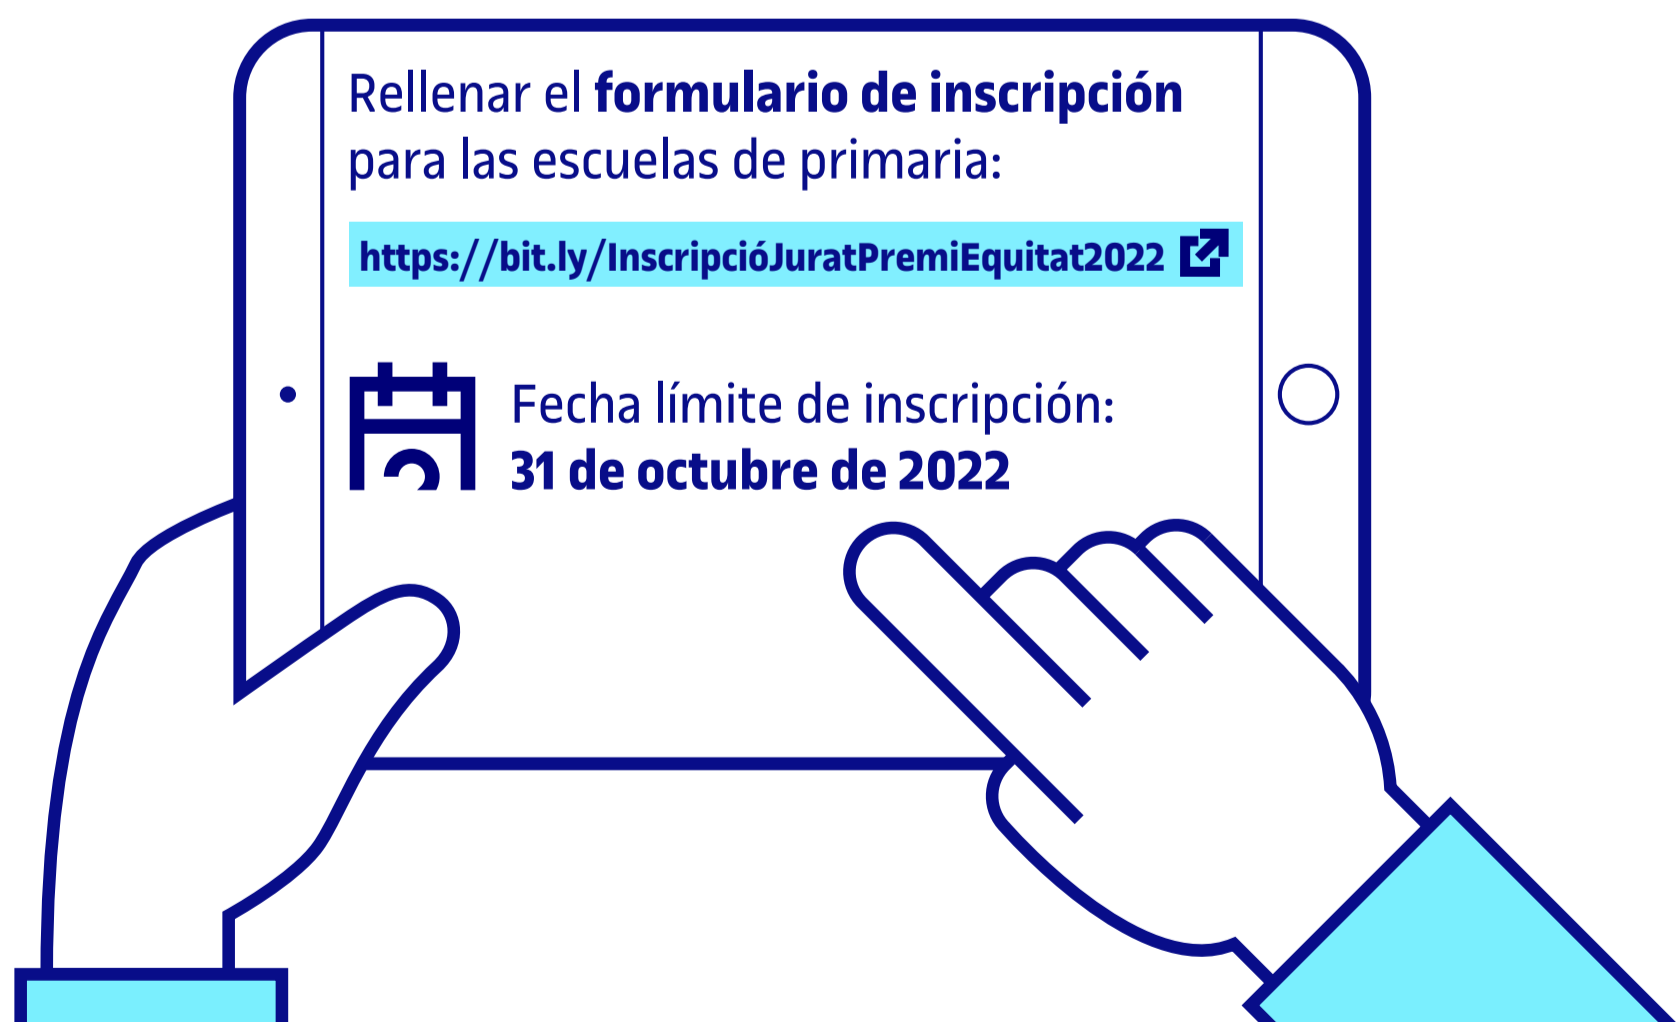 Rellenar el formulario de inscripción
para las escuelas de primaria:
https://bit.ly/InscripcióJuratPremiEquitat2022
Fecha límite de inscripción:
31 de octubre de 2022